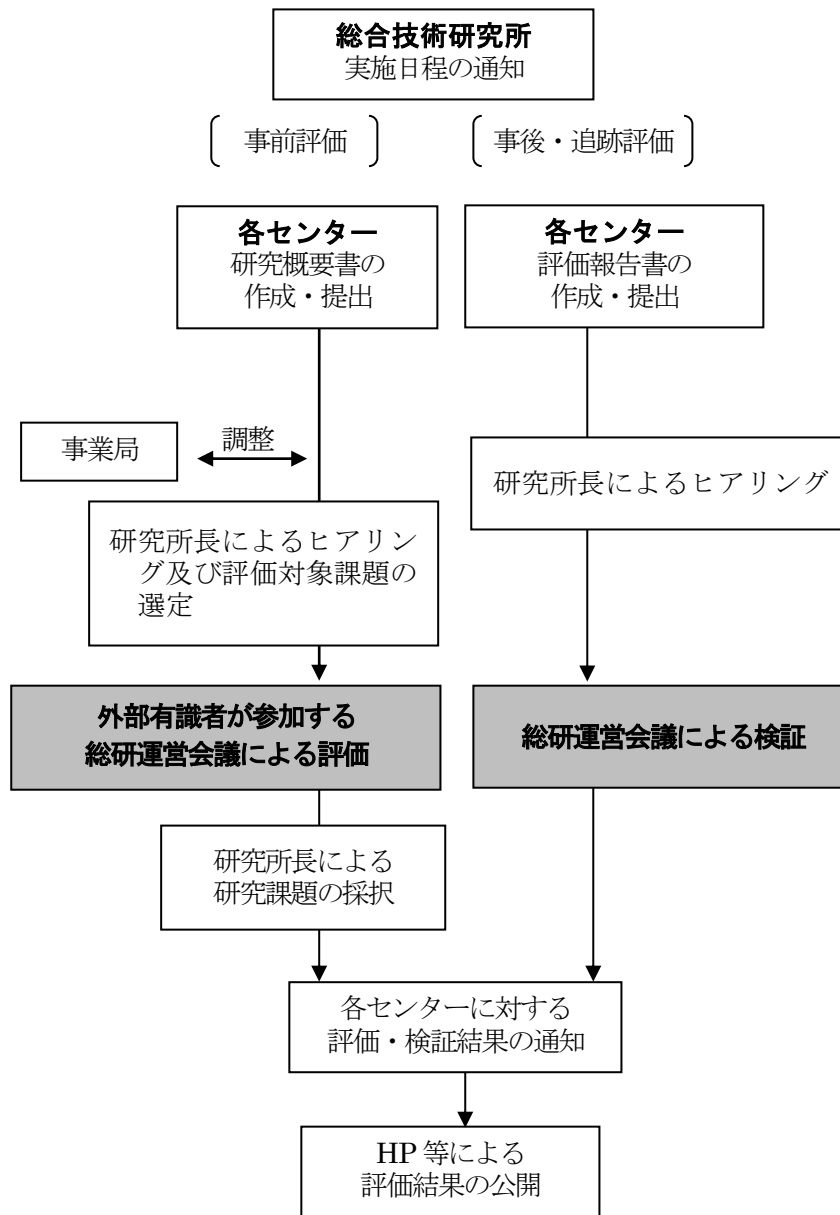 総合技術研究所
実施日程の通知
事前評価
事後・追跡評価
各センター
研究概要書の
作成・提出
各センター
評価報告書の
作成・提出
事業局
調整
研究所長によるヒアリング
研究所長によるヒアリン
グ及び評価対象課題の
選定
外部有識者が参加する
総研運営会議による評価
総研運営会議による検証
研究所長による
研究課題の採択
各センターに対する
評価・検証結果の通知
HP 等による
評価結果の公開